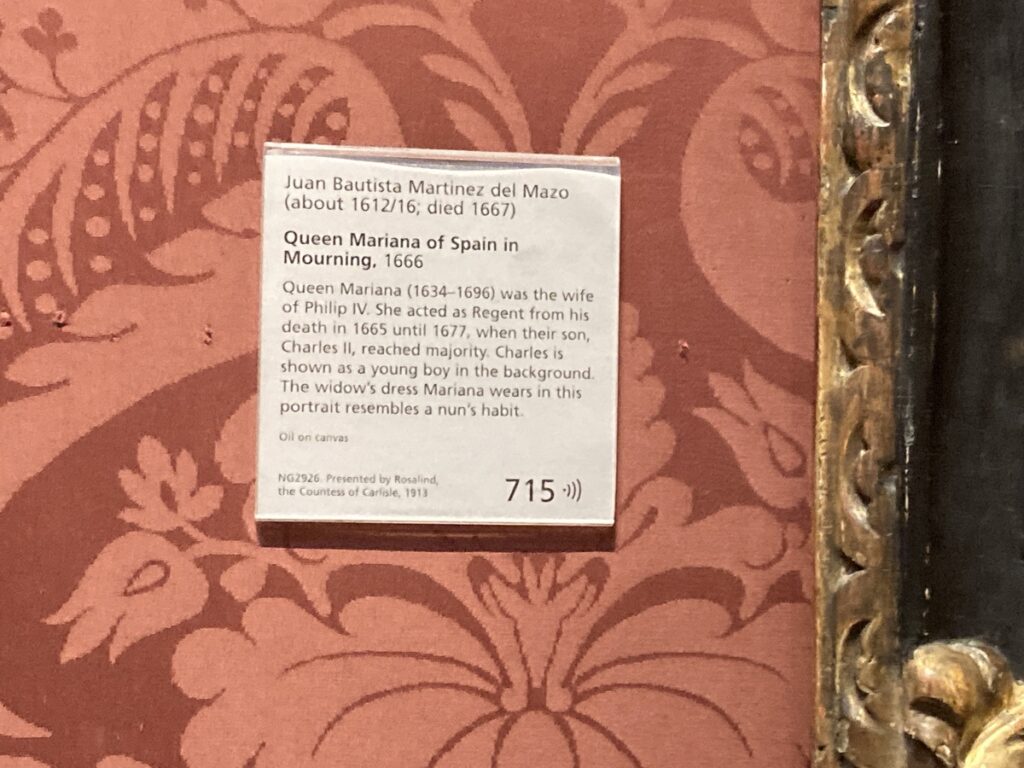 Juan Bautista Martinez del Mazo
(about 1612/16; died 1667)
Queen Mariana of Spain in
Mourning, 1666
Queen Mariana (1634–1696) was the wife
of Philip IV. She acted as Regent from his
death in 1665 until 1677, when their son,
Charles II, reached majority. Charles is
shown as a young boy in the background.
The widow's dress Mariana wears in this
portrait resembles a nun's habit.
Oil on canvas
NG2926. Presented by Rosalind,
the Countess of Carlisle, 1913
715